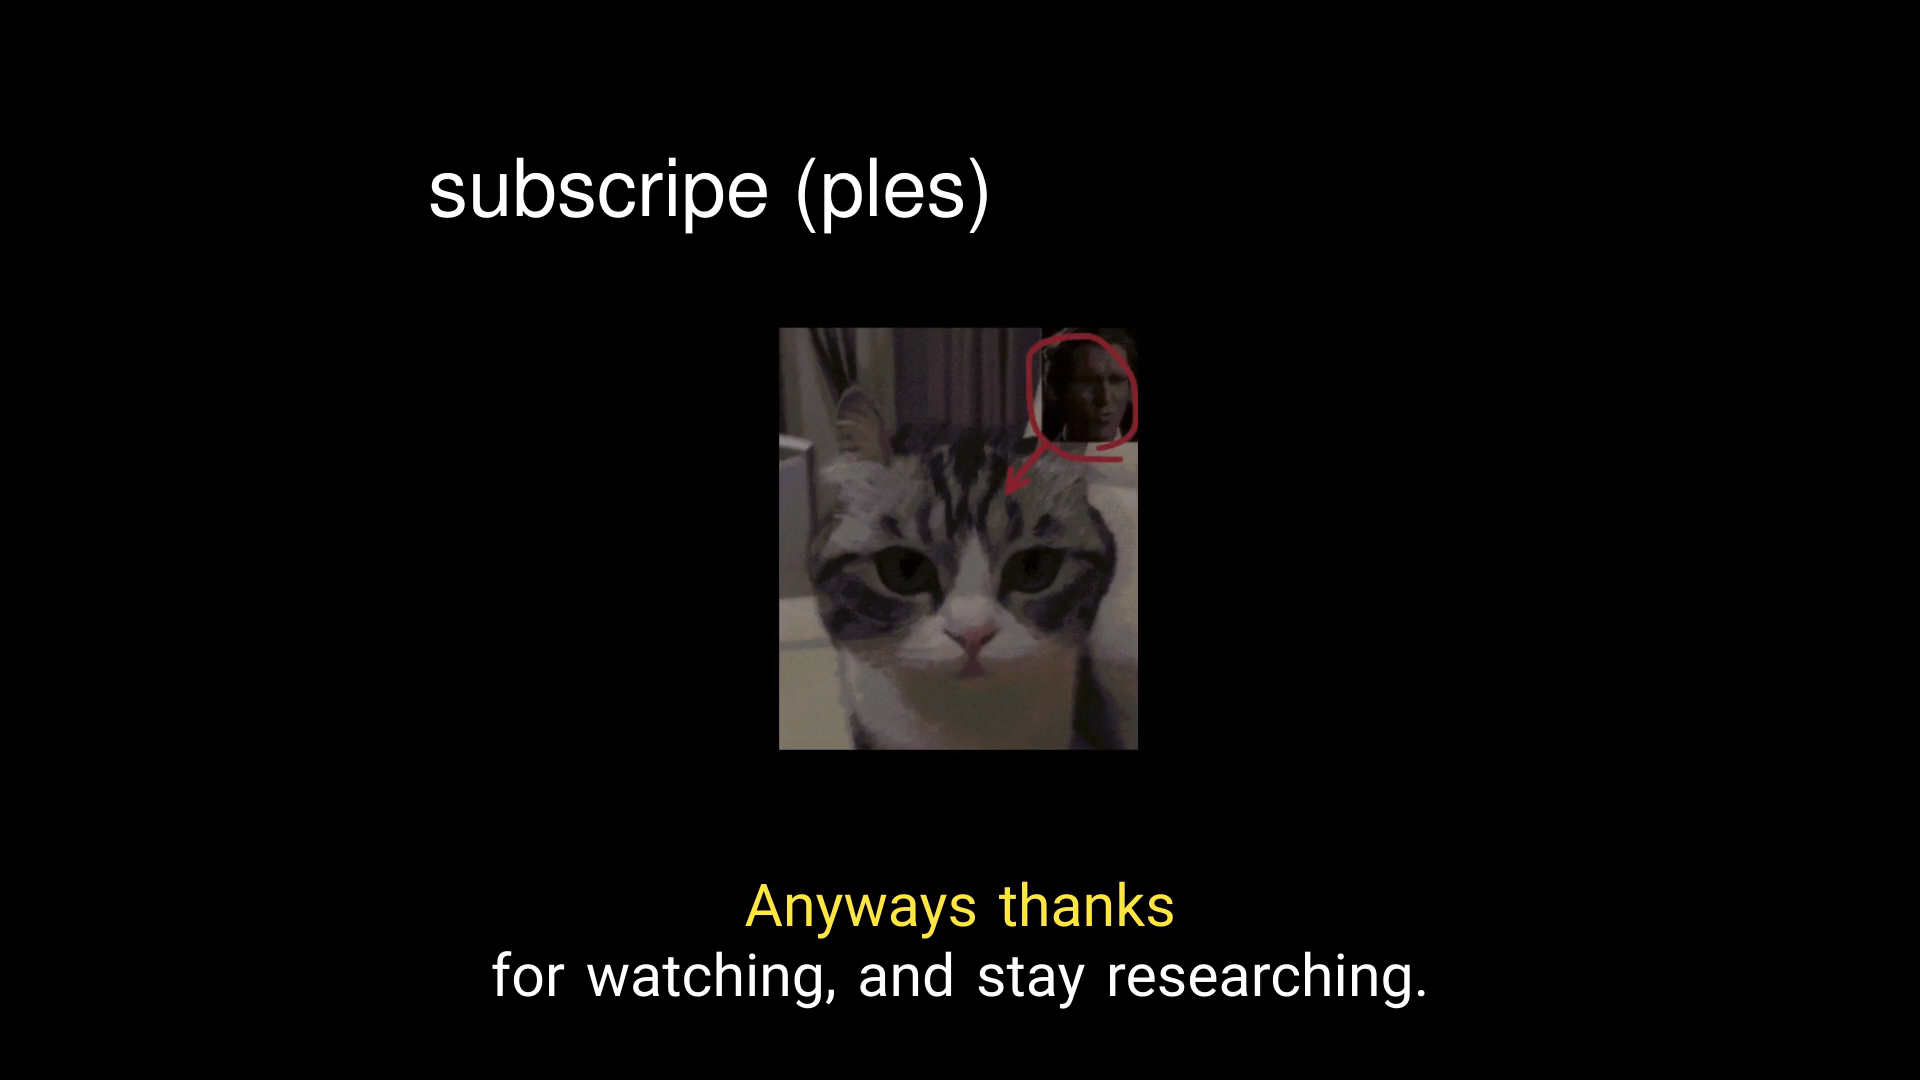 subscripe (ples)
Anyways thanks
for watching, and stay researching.